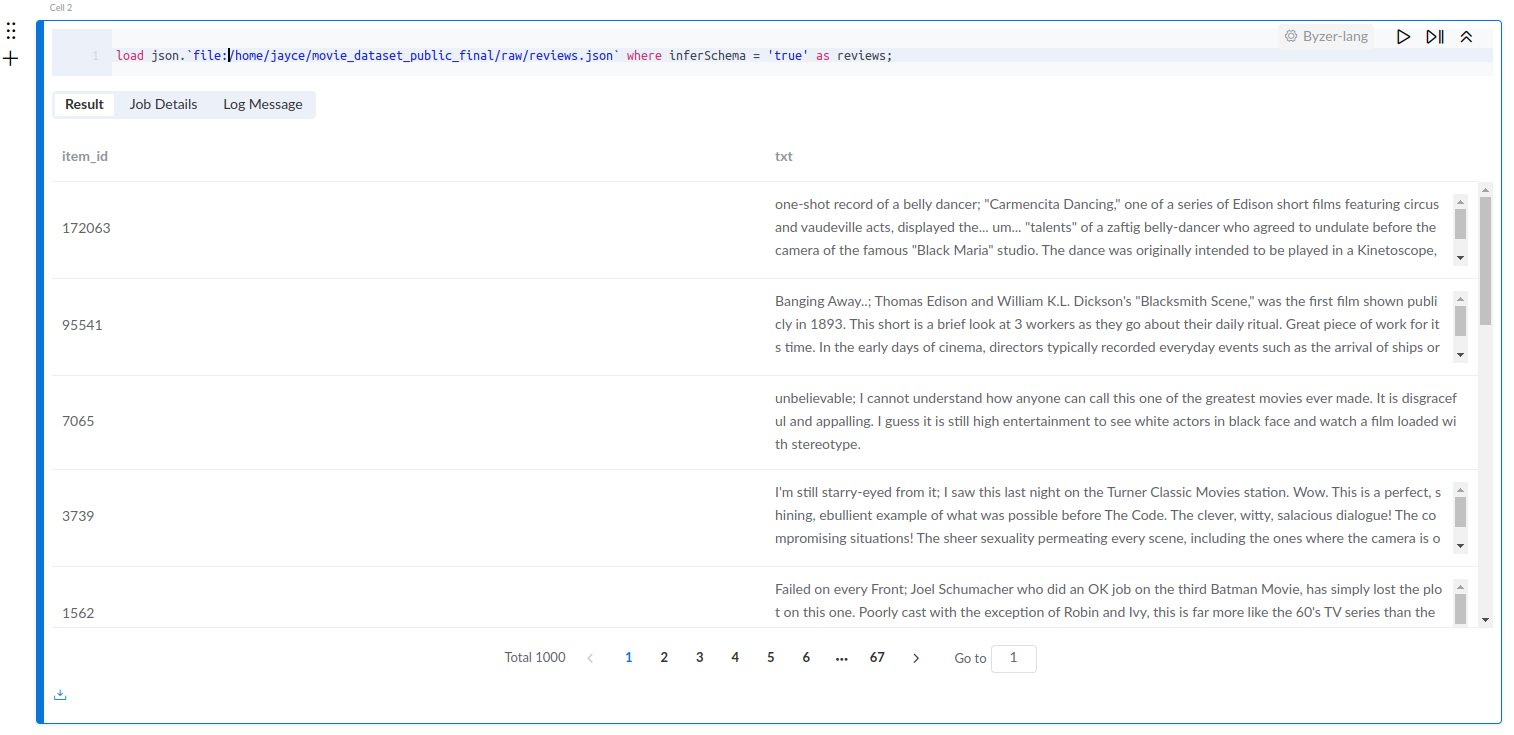 Cell 2
1 load json.`file:/home/jayce/movie_dataset_public_final/raw/reviews.json` where inferSchema = 'true' as reviews;
Byzer-lang
Result Job Details Log Message
item_id txt
172063
one-shot record of a belly dancer; "Carmencita Dancing," one of a series of Edison short films featuring circus
and vaudeville acts, displayed the... um... "talents" of a zaftig belly-dancer who agreed to undulate before the
camera of the famous "Black Maria" studio. The dance was originally intended to be played in a Kinetoscope,
95541
Banging Away..; Thomas Edison and William K.L. Dickson's "Blacksmith Scene," was the first film shown publi
cly in 1893. This short is a brief look at 3 workers as they go about their daily ritual. Great piece of work for it
s time. In the early days of cinema, directors typically recorded everyday events such as the arrival of ships or
7065
unbelievable; I cannot understand how anyone can call this one of the greatest movies ever made. It is disgracef
ul and appalling. I guess it is still high entertainment to see white actors in black face and watch a film loaded wi
th stereotype.
3739
I'm still starry-eyed from it; I saw this last night on the Turner Classic Movies station. Wow. This is a perfect, s
hining, ebullient example of what was possible before The Code. The clever, witty, salacious dialogue! The co
mpromising situations! The sheer sexuality permeating every scene, including the ones where the camera is o
1562
Failed on every Front; Joel Schumacher who did an OK job on the third Batman Movie, has simply lost the plo
t on this one. Poorly cast with the exception of Robin and Ivy, this is far more like the 60's TV series than the
Total 1000 1 2 3 4 5 6 ... 67 Go to 1